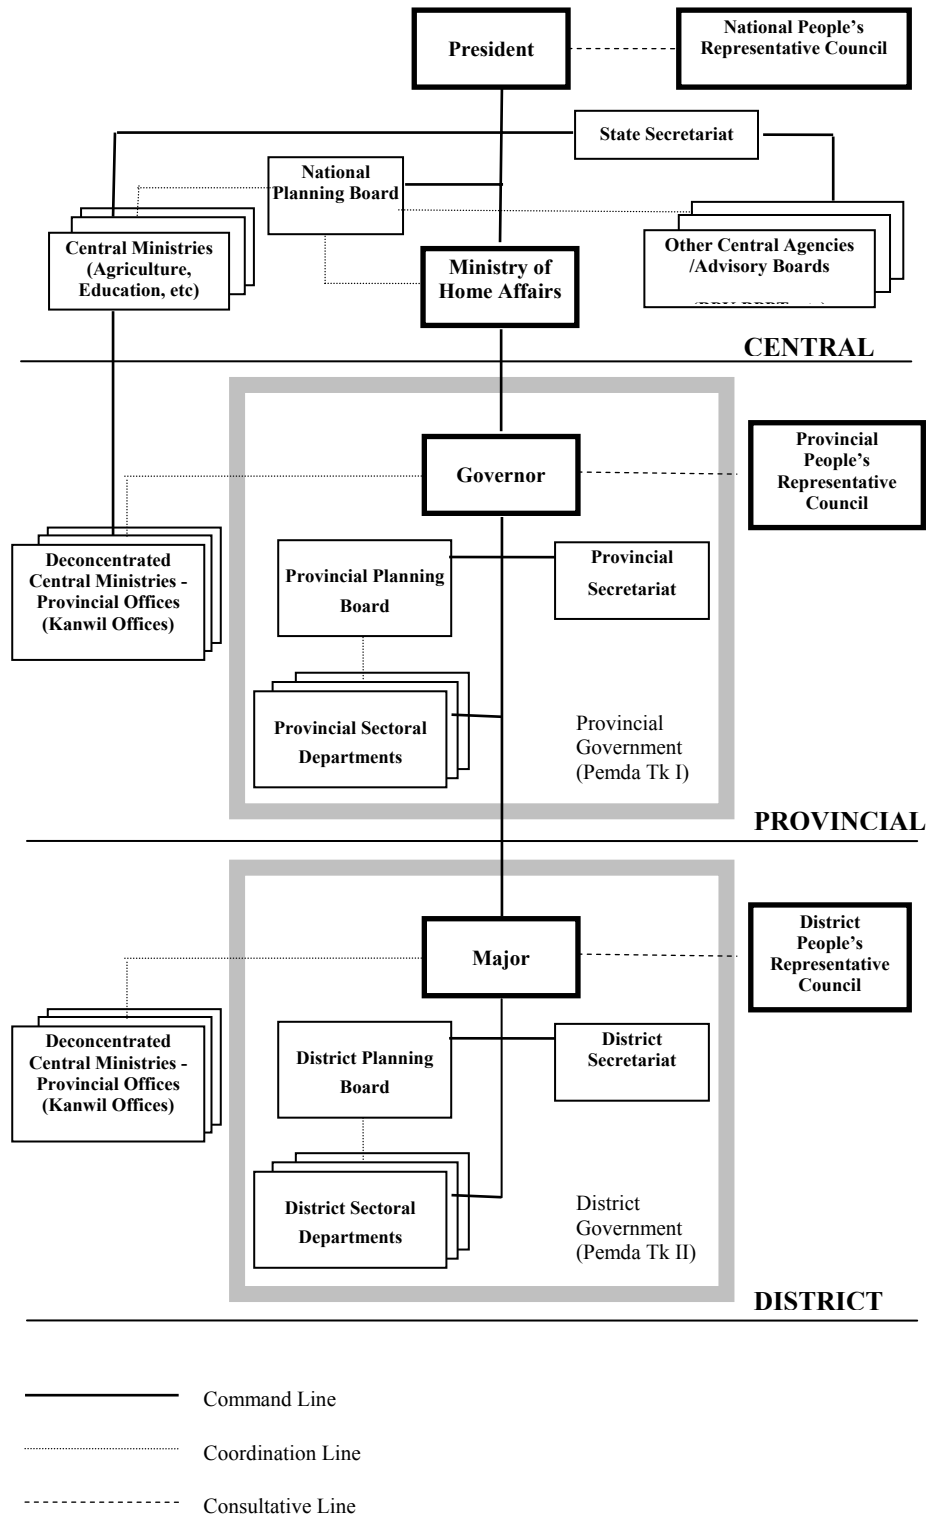 President
National People's
Representative Council
State Secretariat
National
Planning Board
Central Ministries
(Agriculture,
Education, etc)
Ministry of
Home Affairs
Other Central Agencies
/Advisory Boards
CENTRAL
Governor
Provincial
People's
Representative
Council
Deconcentrated
Central Ministries -
Provincial Offices
(Kanwil Offices)
Provincial Planning
Board
Provincial
Secretariat
Provincial Sectoral
Departments
Provincial
Government
(Pemda Tk I)
PROVINCIAL
Major
District
People's
Representative
Council
Deconcentrated
Central Ministries -
Provincial Offices
(Kanwil Offices)
District Planning
Board
District
Secretariat
District Sectoral
Departments
District
Government
(Pemda Tk II)
DISTRICT
Command Line
Coordination Line
Consultative Line